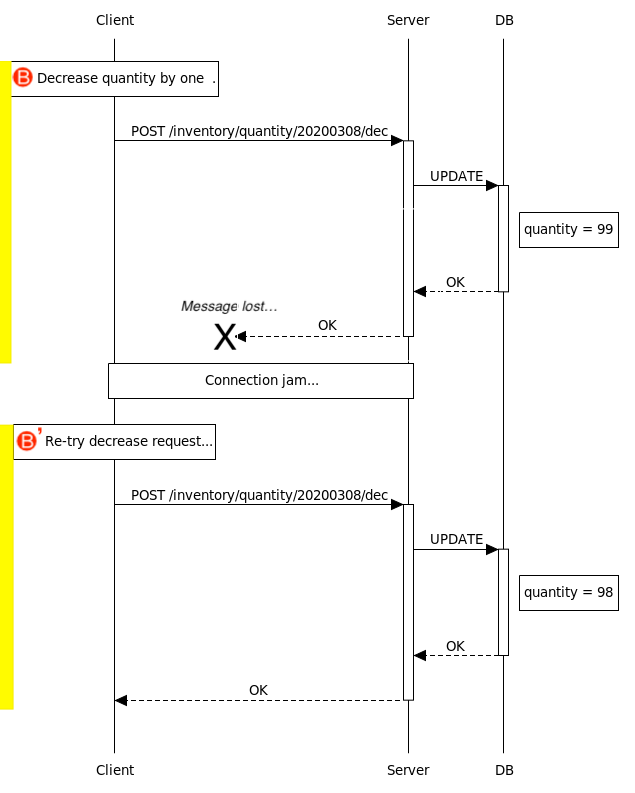 Client Server DB
B Decrease quantity by one .
POST /inventory/quantity/20200308/dec
UPDATE
quantity = 99
OK
Message lost...
X
OK
Connection jam...
B’ Re-try decrease request...
POST /inventory/quantity/20200308/dec
UPDATE
quantity = 98
OK
OK
Client Server DB